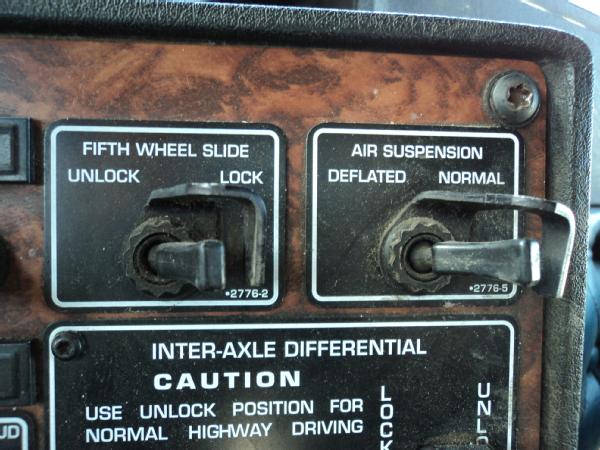 FIFTH WHEEL SLIDE
UNLOCK LOCK
•2776-2
AIR SUSPENSION
DEFLATED NORMAL
•2776-5
INTER-AXLE DIFFERENTIAL
CAUTION
USE UNLOCK POSITION FOR
NORMAL HIGHWAY DRIVING
LOCK
UD